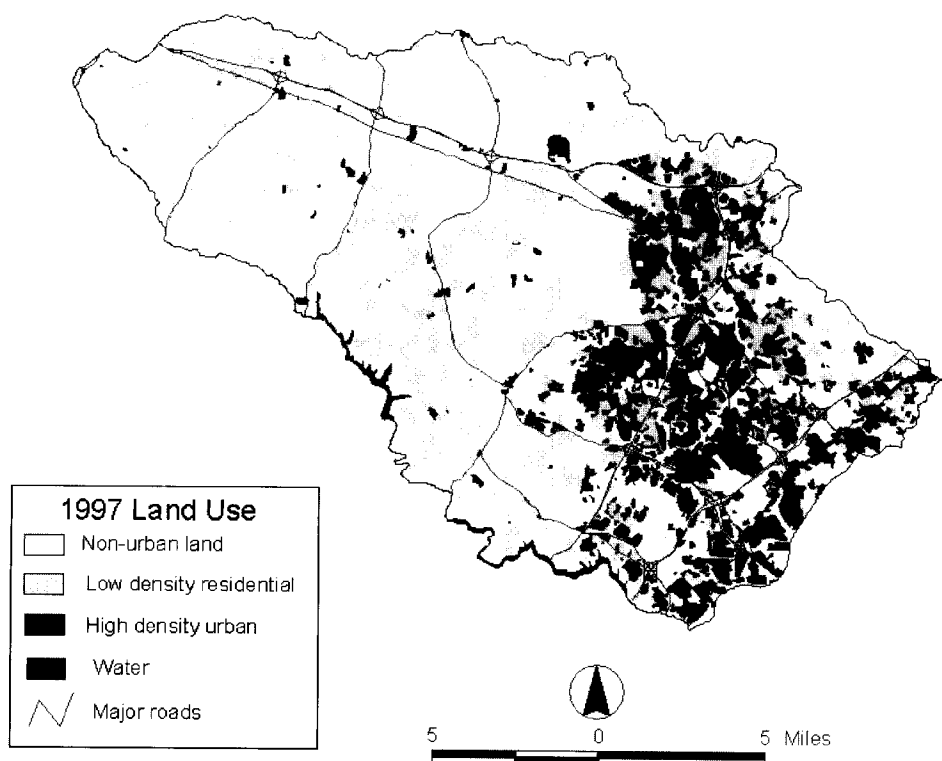 1997 Land Use
Non-urban land
Low density residential
High density urban
Water
Major roads
5 0 5 Miles